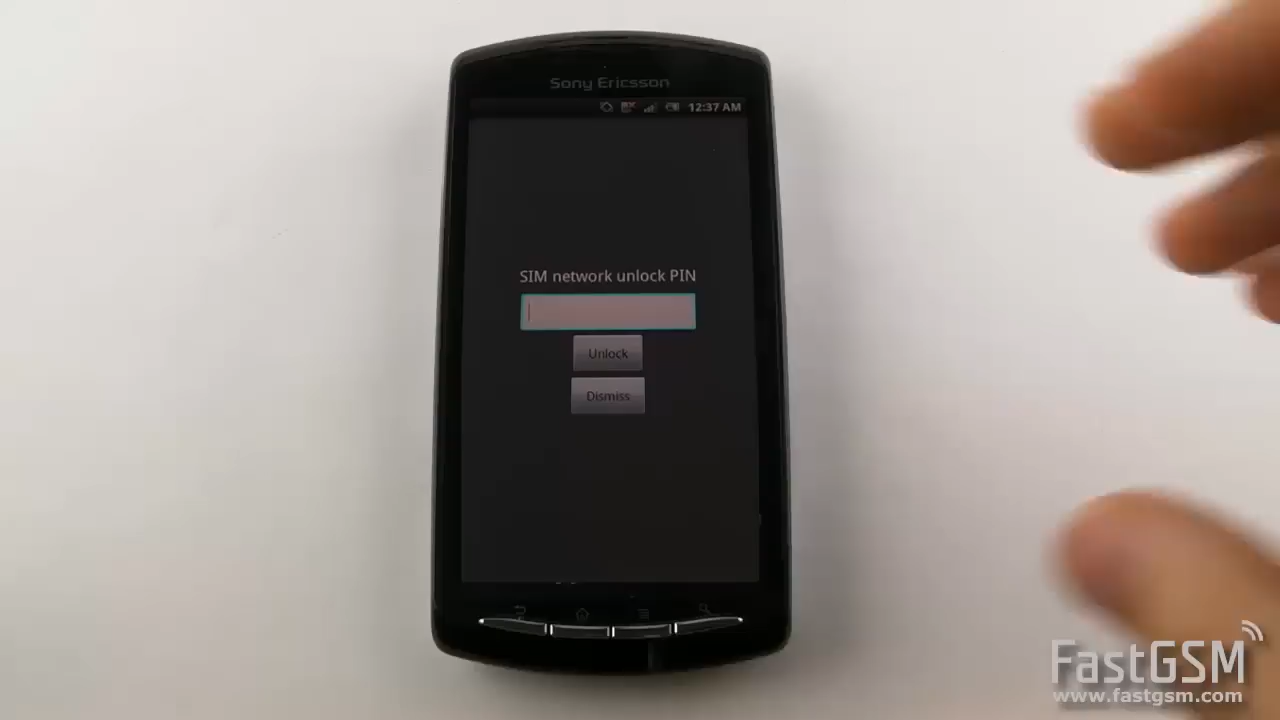 Sony Ericsson
12:37 AM
SIM network unlock PIN
Unlock
Dismiss
FastGSM
www.fastgsm.com